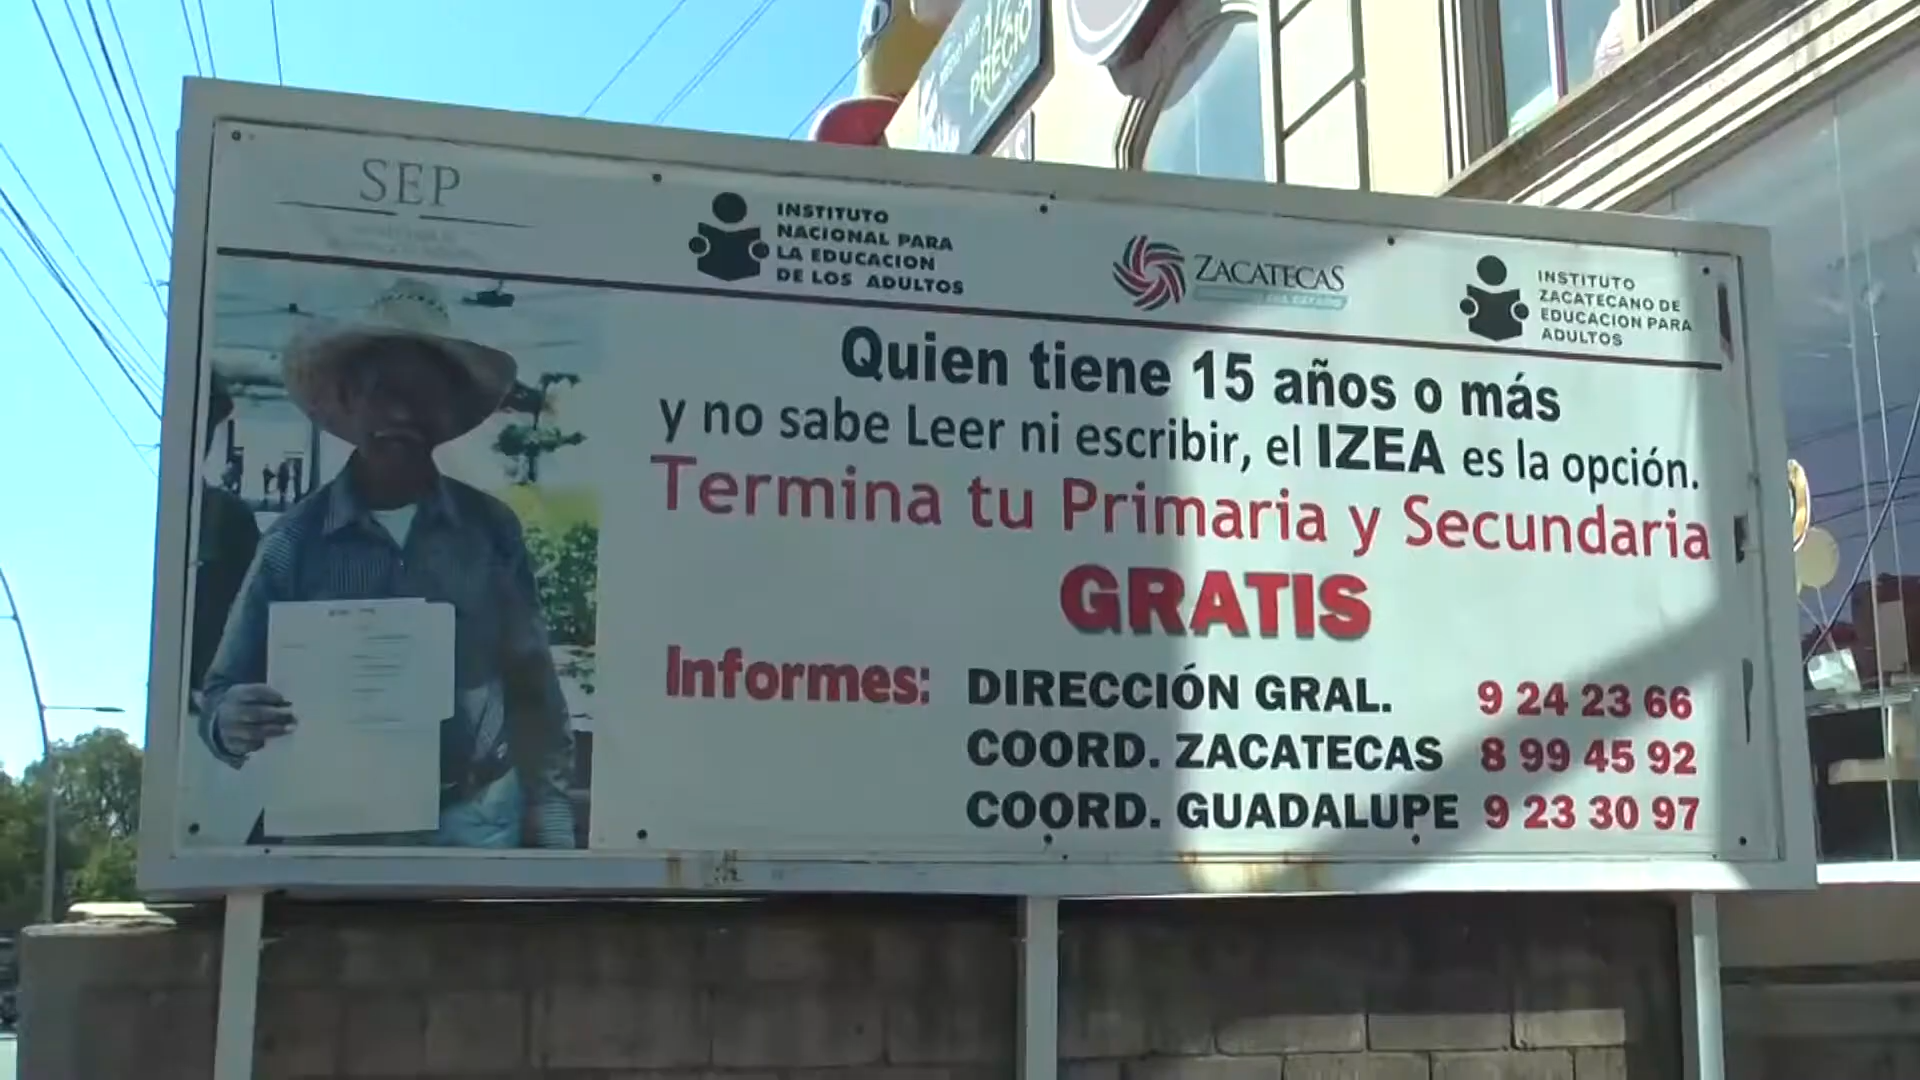 PRECIO
SEP
INSTITUTO
NACIONAL PARA
LA EDUCACION
DE LOS ADULTOS
ZACATECAS
INSTITUTO
ZACATECANO DE
EDUCACION PARA
ADULTOS
Quien tiene 15 años o más
y no sabe Leer ni escribir, el IZEA es la opción.
Termina tu Primaria y Secundaria
GRATIS
Informes: DIRECCIÓN GRAL. 9 24 23 66
COORD. ZACATECAS 8 99 45 92
COORD. GUADALUPE 9 23 30 97